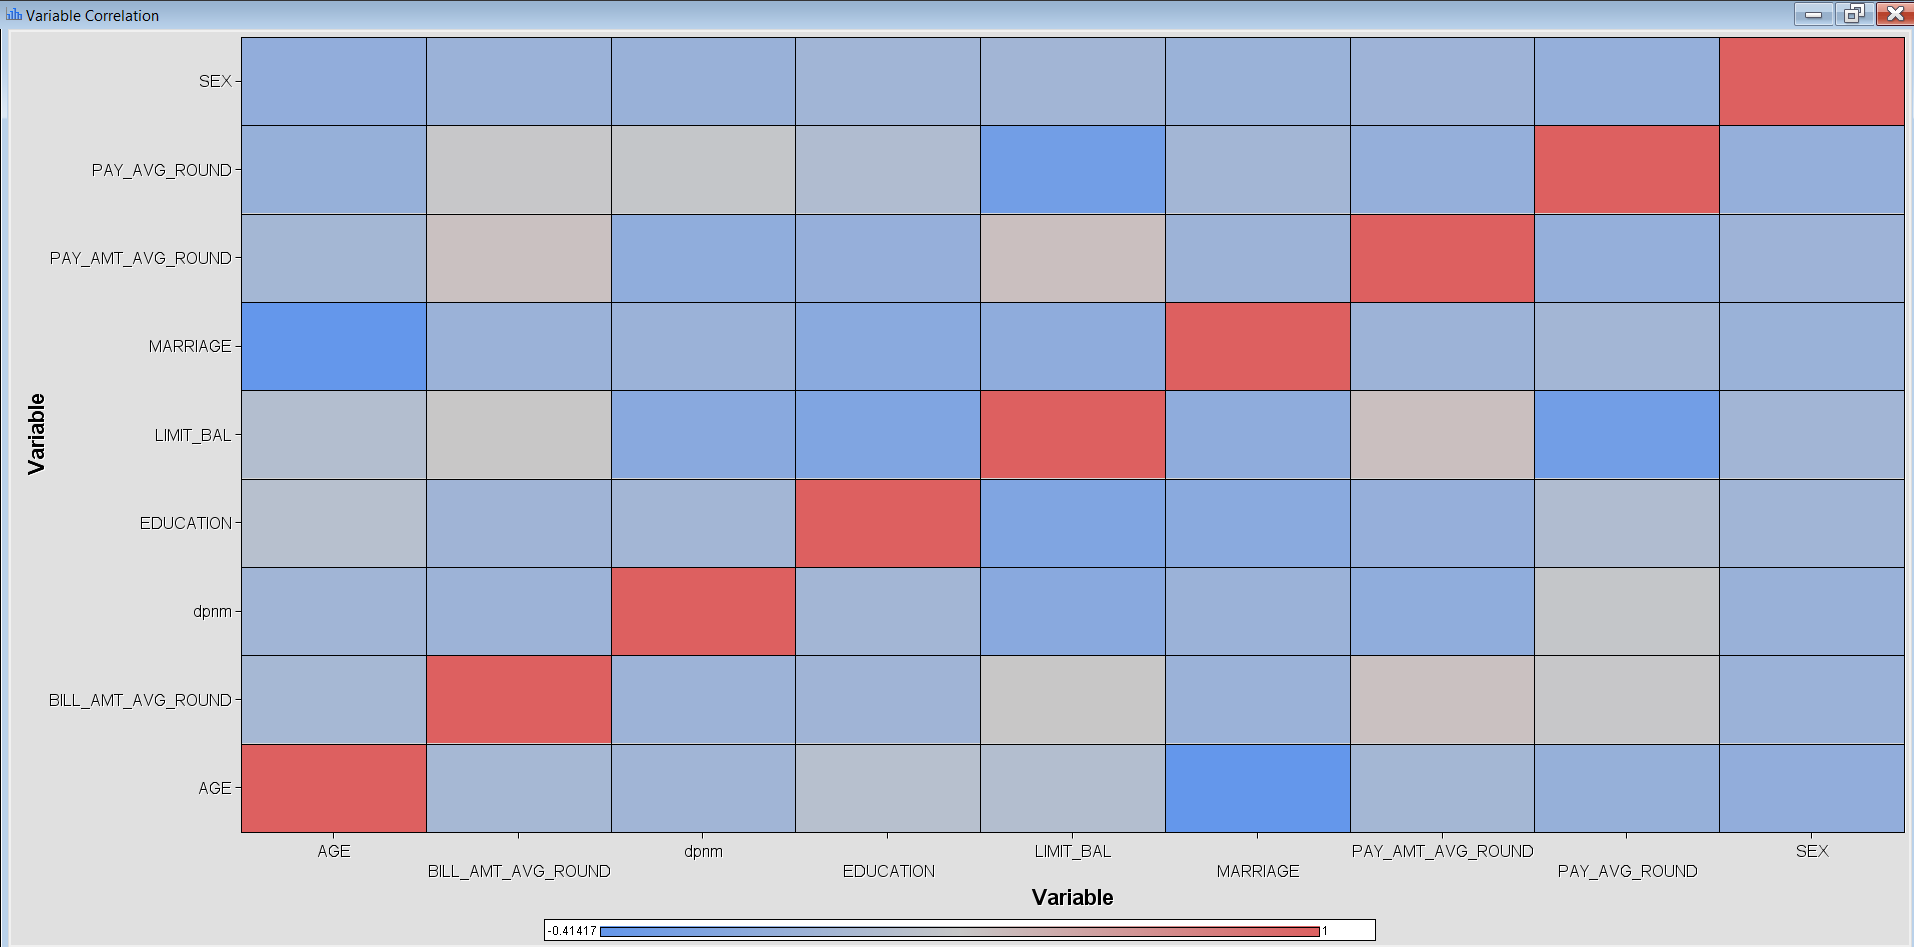 Variable Correlation
SEX
PAY_AVG_ROUND
PAY_AMT_AVG_ROUND
MARRIAGE
Variable
LIMIT_BAL
EDUCATION
dpnm
BILL_AMT_AVG_ROUND
AGE
AGE
BILL_AMT_AVG_ROUND
dpnm
EDUCATION
LIMIT_BAL
MARRIAGE
PAY_AMT_AVG_ROUND
PAY_AVG_ROUND
SEX
Variable
-0.41417
1